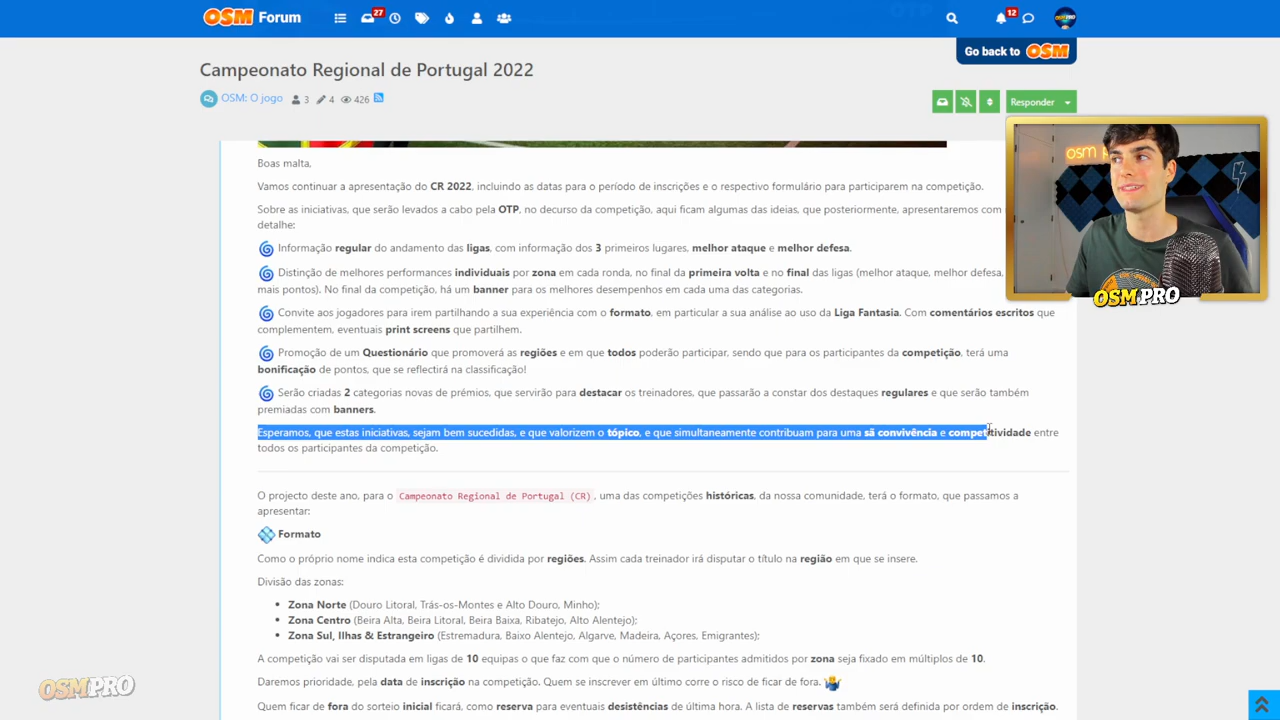 OSM Forum
27
12
Go back to OSM
Campeonato Regional de Portugal 2022
OSM: O jogo 3 4 426
Responder
Boas malta,
Vamos continuar a apresentação do CR 2022, incluindo as datas para o período de inscrições e o respectivo formulário para participarem na competição.
Sobre as iniciativas, que serão levados a cabo pela OTP, no decurso da competição, aqui ficam algumas das ideias, que posteriormente, apresentaremos com
detalhe:
Informação regular do andamento das ligas, com informação dos 3 primeiros lugares, melhor ataque e melhor defesa.
Distinção de melhores performances individuais por zona em cada ronda, no final da primeira volta e no final das ligas (melhor ataque, melhor defesa,
mais pontos). No final da competição, há um banner para os melhores desempenhos em cada uma das categorias.
Convite aos jogadores para irem partilhando a sua experiência com o formato, em particular a sua análise ao uso da Liga Fantasia. Com comentários escritos que
complementem, eventuais print screens que partilhem.
Promoção de um Questionário que promoverá as regiões e em que todos poderão participar, sendo que para os participantes da competição, terá uma
bonificação de pontos, que se reflectirá na classificação!
Serão criadas 2 categorias novas de prémios, que servirão para destacar os treinadores, que passarão a constar dos destaques regulares e que serão também
premiadas com banners.
Esperamos, que estas iniciativas, sejam bem sucedidas, e que valorizem o tópico, e que simultaneamente contribuam para uma sã convivência e competitividade entre
todos os participantes da competição.
O projecto deste ano, para o Campeonato Regional de Portugal (CR), uma das competições históricas, da nossa comunidade, terá o formato, que passamos a
apresentar:
Formato
Como o próprio nome indica esta competição é dividida por regiões. Assim cada treinador irá disputar o título na região em que se insere.
Divisão das zonas:
Zona Norte (Douro Litoral, Trás-os-Montes e Alto Douro, Minho);
Zona Centro (Beira Alta, Beira Litoral, Beira Baixa, Ribatejo, Alto Alentejo);
Zona Sul, Ilhas & Estrangeiro (Estremadura, Baixo Alentejo, Algarve, Madeira, Açores, Emigrantes);
A competição vai ser disputada em ligas de 10 equipas o que faz com que o número de participantes admitidos por zona seja fixado em múltiplos de 10.
Daremos prioridade, pela data de inscrição na competição. Quem se inscrever em último corre o risco de ficar de fora.
Quem ficar de fora do sorteio inicial ficará, como reserva para eventuais desistências de última hora. A lista de reservas também será definida por ordem de inscrição.
OSM PRO
OSMPRO